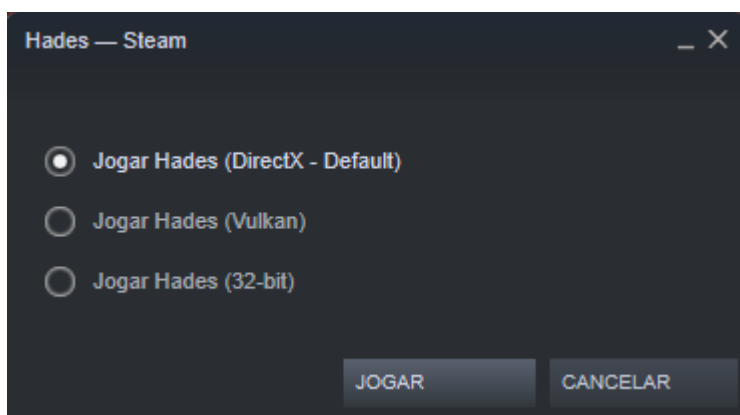 Hades — Steam
Jogar Hades (DirectX - Default)
Jogar Hades (Vulkan)
Jogar Hades (32-bit)
JOGAR CANCELAR